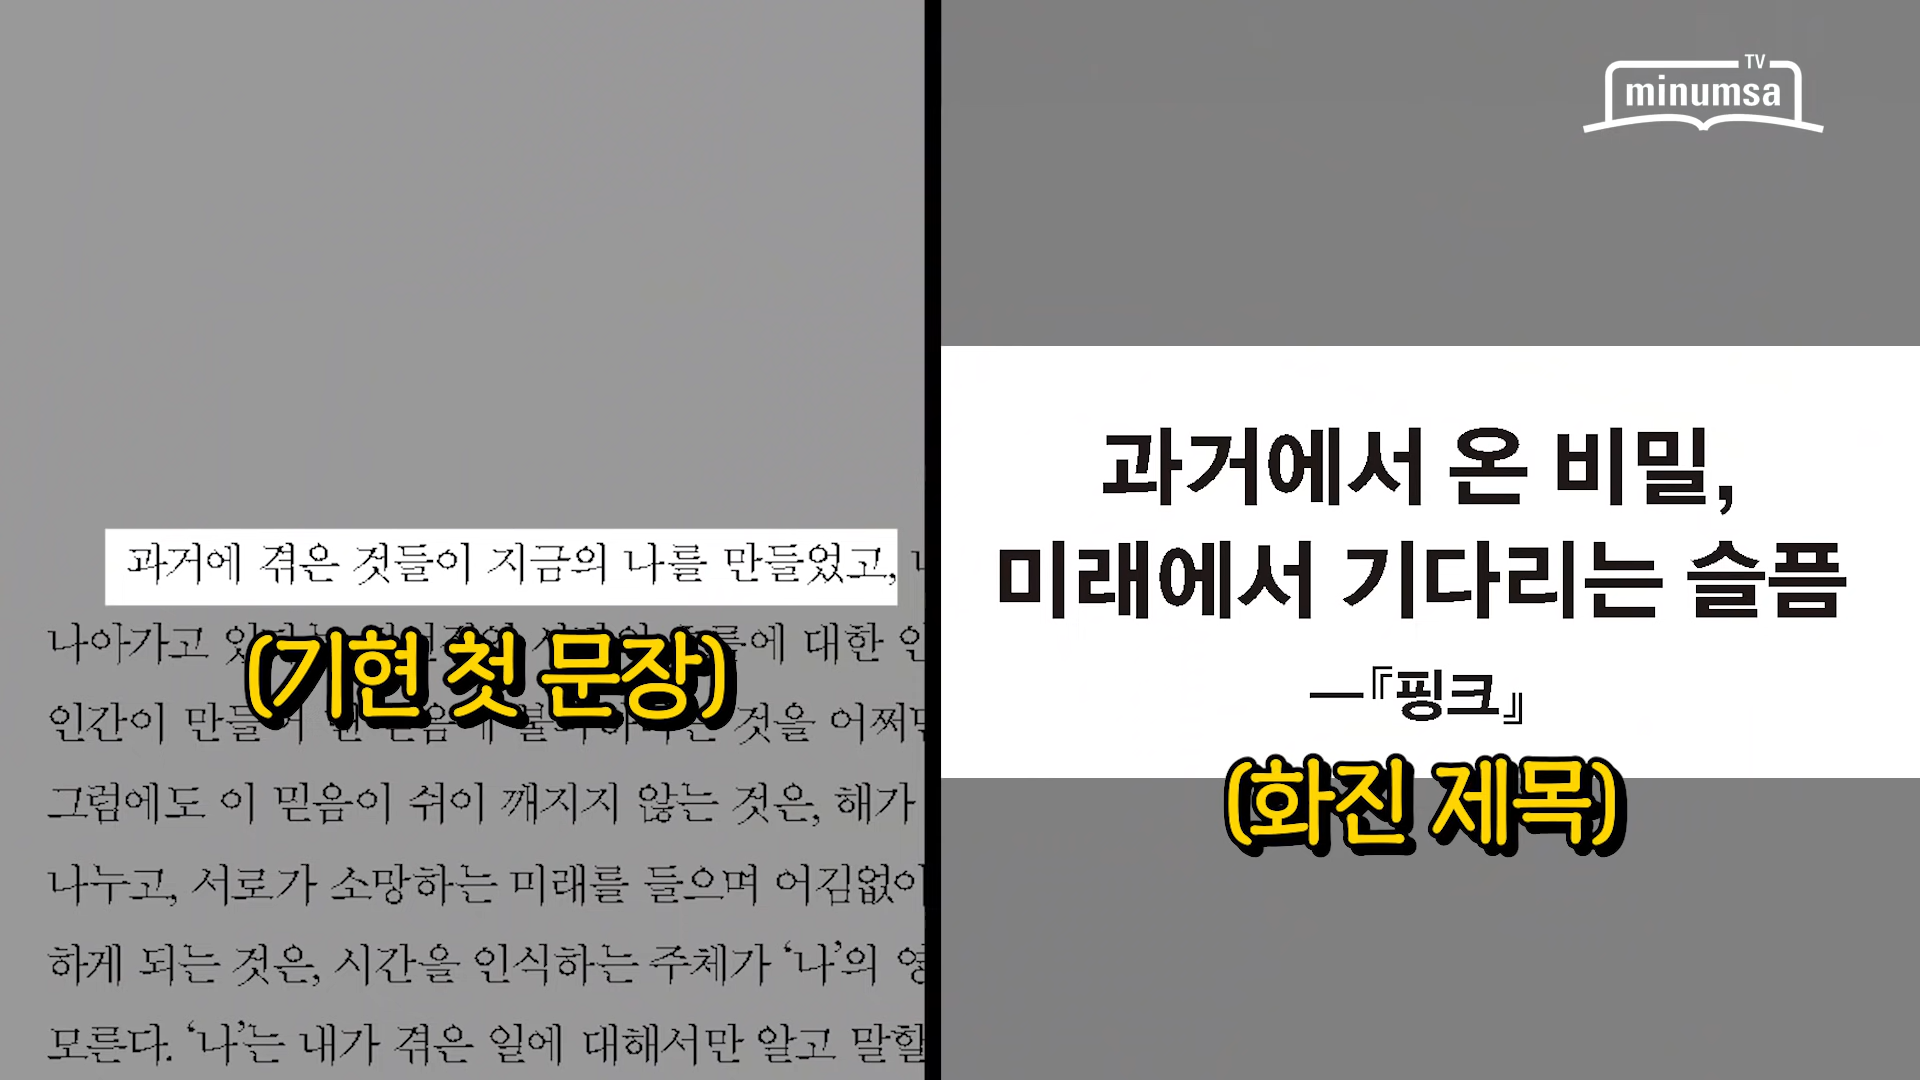 TV
minumsa
과거에 겪은 것들이 지금의 나를 만들었고,
나아가고 대한
(기현 첫 문장)
인간이 것을
그럼에도 이 믿음이 쉬이 깨지지 않는 것은, 해가
나누고, 서로가 소망하는 미래를 들으며 어김없이
하게 되는 것은, 시간을 인식하는 주체가 ‘나’의
모른다. ‘나’는 내가 겪은 일에 대해서만 알고 말할
과거에서 온 비밀,
미래에서 기다리는 슬픔
—『핑크』
(화진 제목)